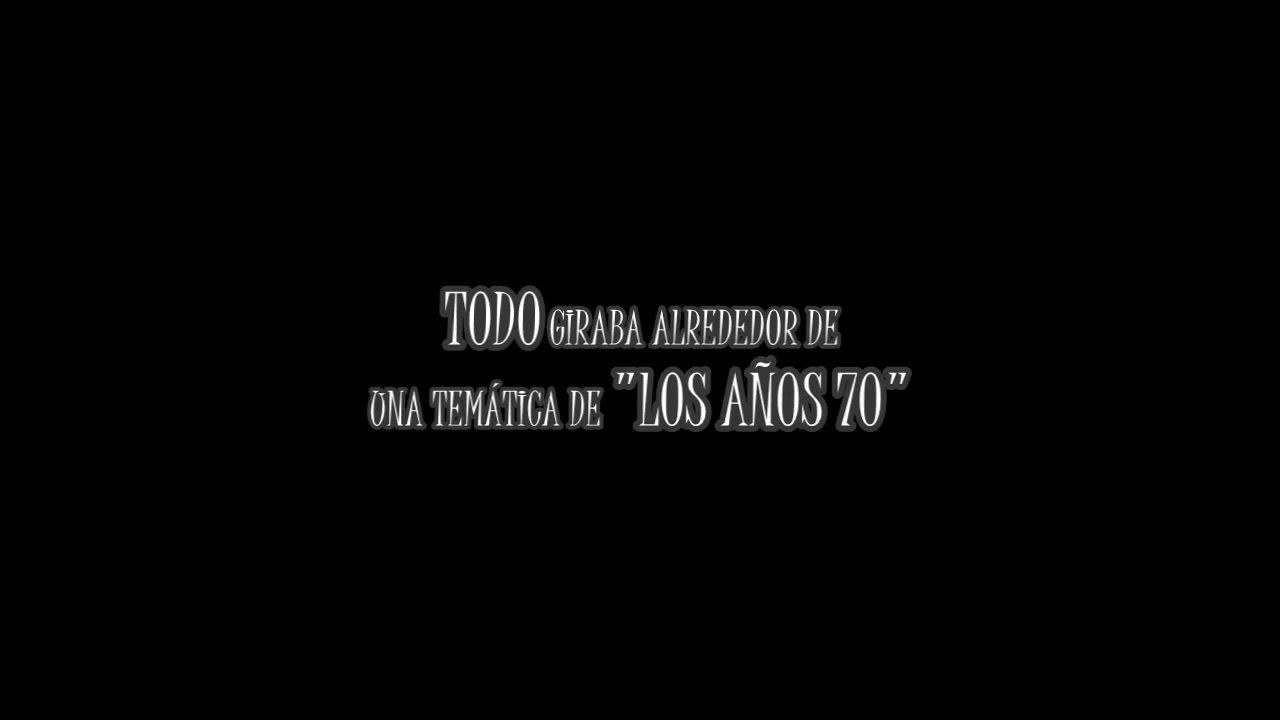 TODO GIRABA ALREDEDOR DE
UNA TEMÁTICA DE "LOS AÑOS 70"